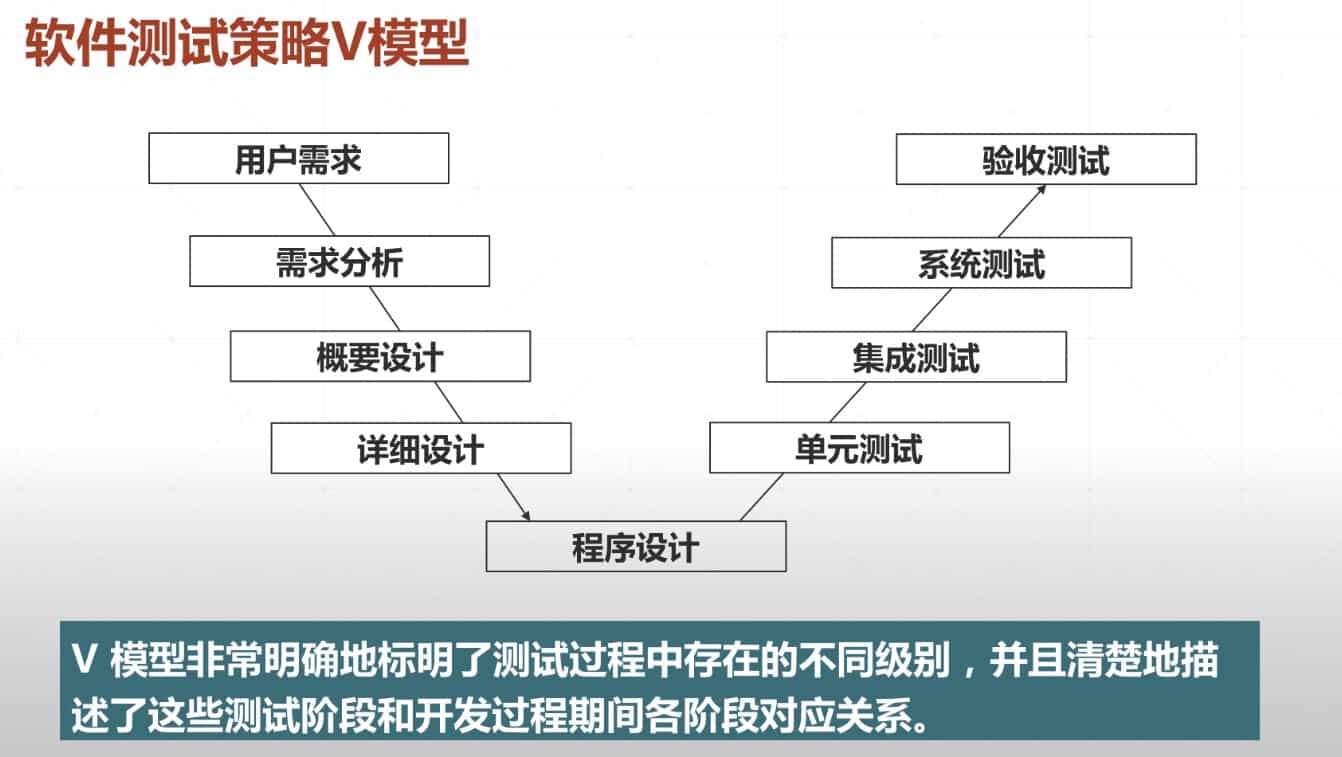 软件测试策略V模型
用户需求
验收测试
需求分析
系统测试
概要设计
集成测试
详细设计
单元测试
程序设计
V 模型非常明确地标明了测试过程中存在的不同级别，并且清楚地描
述了这些测试阶段和开发过程期间各阶段对应关系。